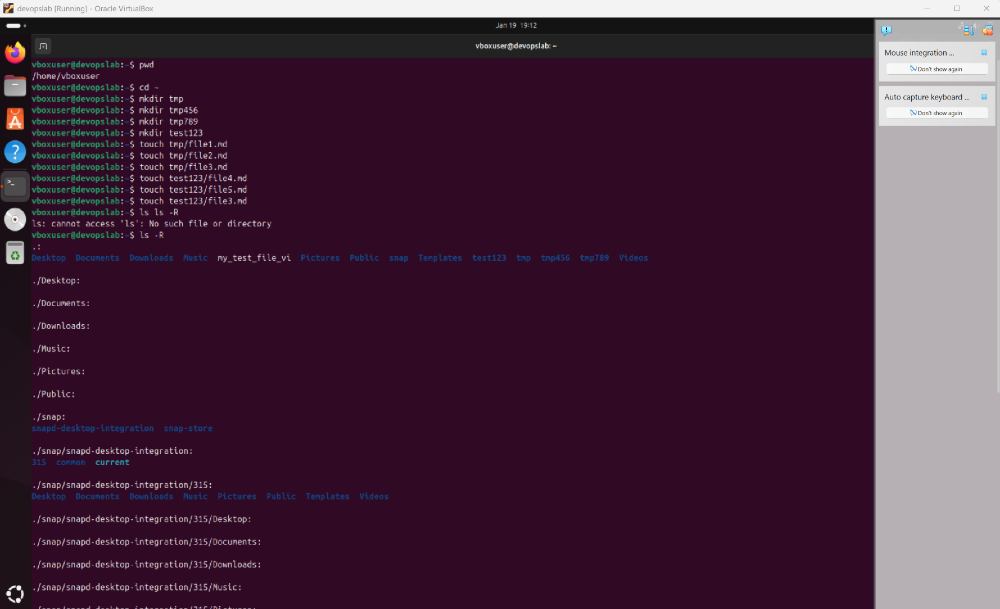 devopslab [Running] - Oracle VirtualBox
Jan 19 19:12
vboxuser@devopslab: ~
vboxuser@devopslab:~$ pwd
/home/vboxuser
vboxuser@devopslab:~$ cd ~
vboxuser@devopslab:~$ mkdir tmp
vboxuser@devopslab:~$ mkdir tmp456
vboxuser@devopslab:~$ mkdir tmp789
vboxuser@devopslab:~$ mkdir test123
vboxuser@devopslab:~$ touch tmp/file1.md
vboxuser@devopslab:~$ touch tmp/file2.md
vboxuser@devopslab:~$ touch tmp/file3.md
vboxuser@devopslab:~$ touch test123/file4.md
vboxuser@devopslab:~$ touch test123/file5.md
vboxuser@devopslab:~$ touch test123/file3.md
vboxuser@devopslab:~$ ls ls -R
ls: cannot access 'ls': No such file or directory
vboxuser@devopslab:~$ ls -R
.:
Desktop Documents Downloads Music my_test_file_vi Pictures Public snap Templates test123 tmp tmp456 tmp789 Videos
./Desktop:
./Documents:
./Downloads:
./Music:
./Pictures:
./Public:
./snap:
snapd-desktop-integration snap-store
./snap/snapd-desktop-integration:
315 common current
./snap/snapd-desktop-integration/315:
Desktop Documents Downloads Music Pictures Public Templates Videos
./snap/snapd-desktop-integration/315/Desktop:
./snap/snapd-desktop-integration/315/Documents:
./snap/snapd-desktop-integration/315/Downloads:
./snap/snapd-desktop-integration/315/Music:
./snap/snapd-desktop-integration/315/Pictures:
Mouse integration ...
Don't show again
Auto capture keyboard ...
Don't show again